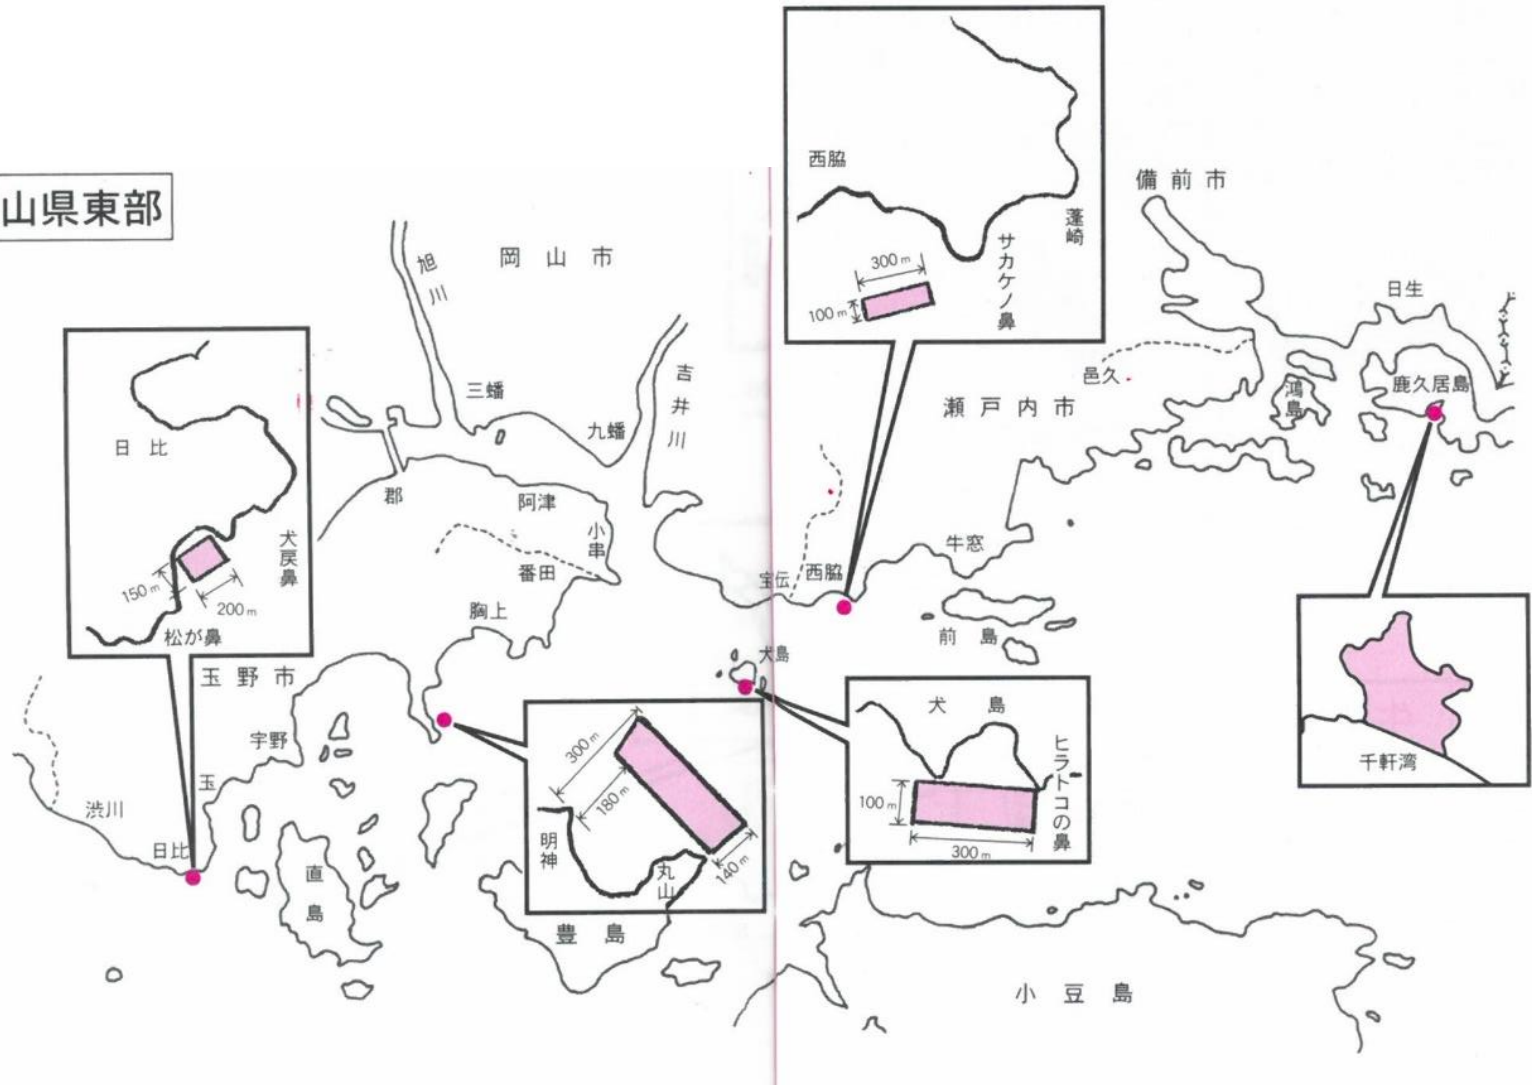 山県東部
岡山市
旭川
三蟠
九蟠
吉井川
郡
阿津
小串
番田
胸上
宝伝
西脇
犬島
牛窓
前島
瀬戸内市
邑久
備前市
日生
鴻島
鹿久居島
玉野市
宇野
玉
渋川
日比
直島
豊島
小豆島
日比
犬戻鼻
150m
200m
松が鼻
西脇
蓬崎
サカケノ鼻
300m
100m
300m
180m
140m
明神
丸山
犬島
ヒラトコの鼻
100m
300m
千軒湾